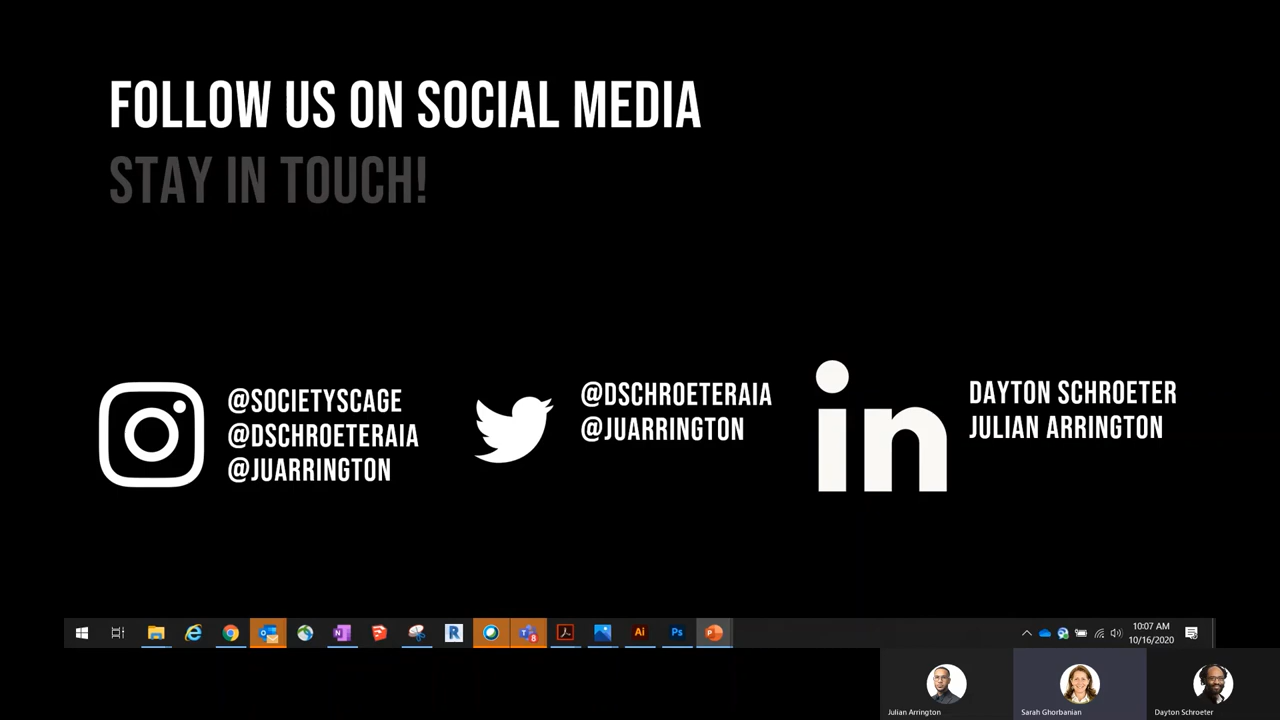 FOLLOW US ON SOCIAL MEDIA
STAY IN TOUCH!
@SOCIETYSCAGE
@DSCHROETERAIA
@JUARRINGTON
@DSCHROETERAIA
@JUARRINGTON
in
DAYTON SCHROETER
JULIAN ARRINGTON
10:07 AM
10/16/2020
Julian Arrington
Sarah Ghorbanian
Dayton Schroeter